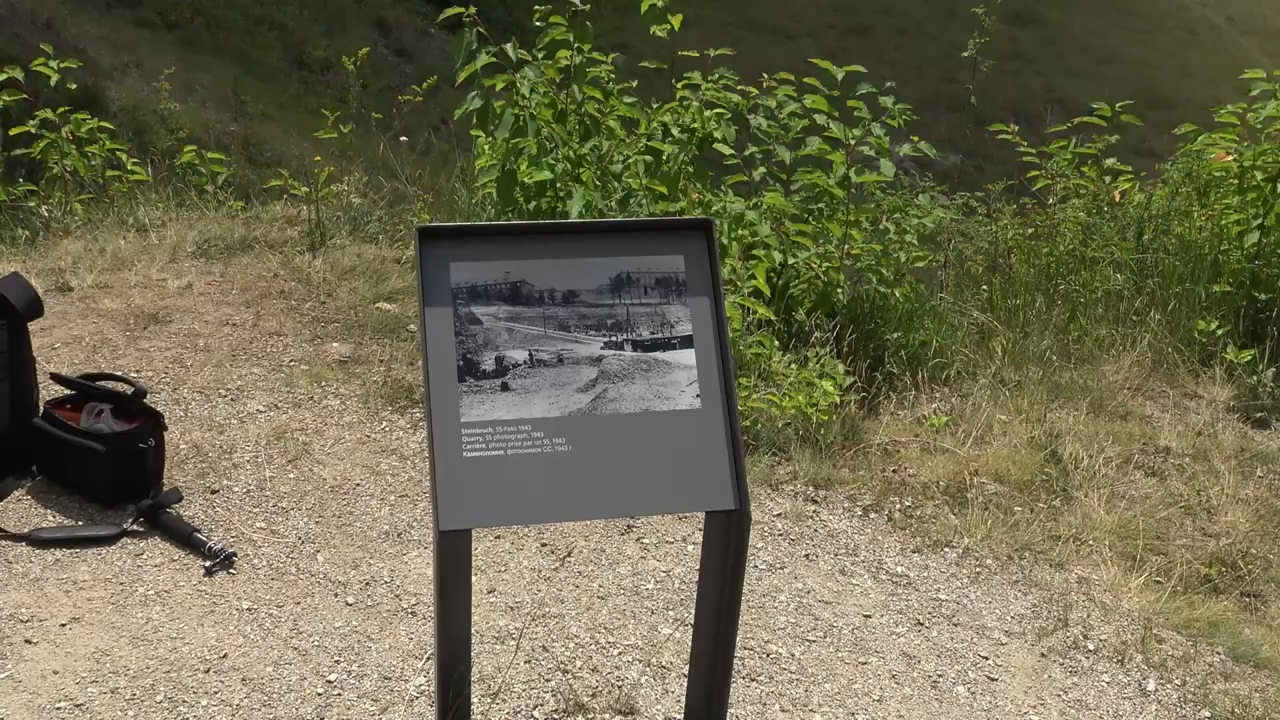 Steinbruch, SS-Foto 1943
Quarry, SS photograph, 1943
Carrière, photo prise par un SS, 1943
Каменоломня, фотоснимок СС, 1943 г.